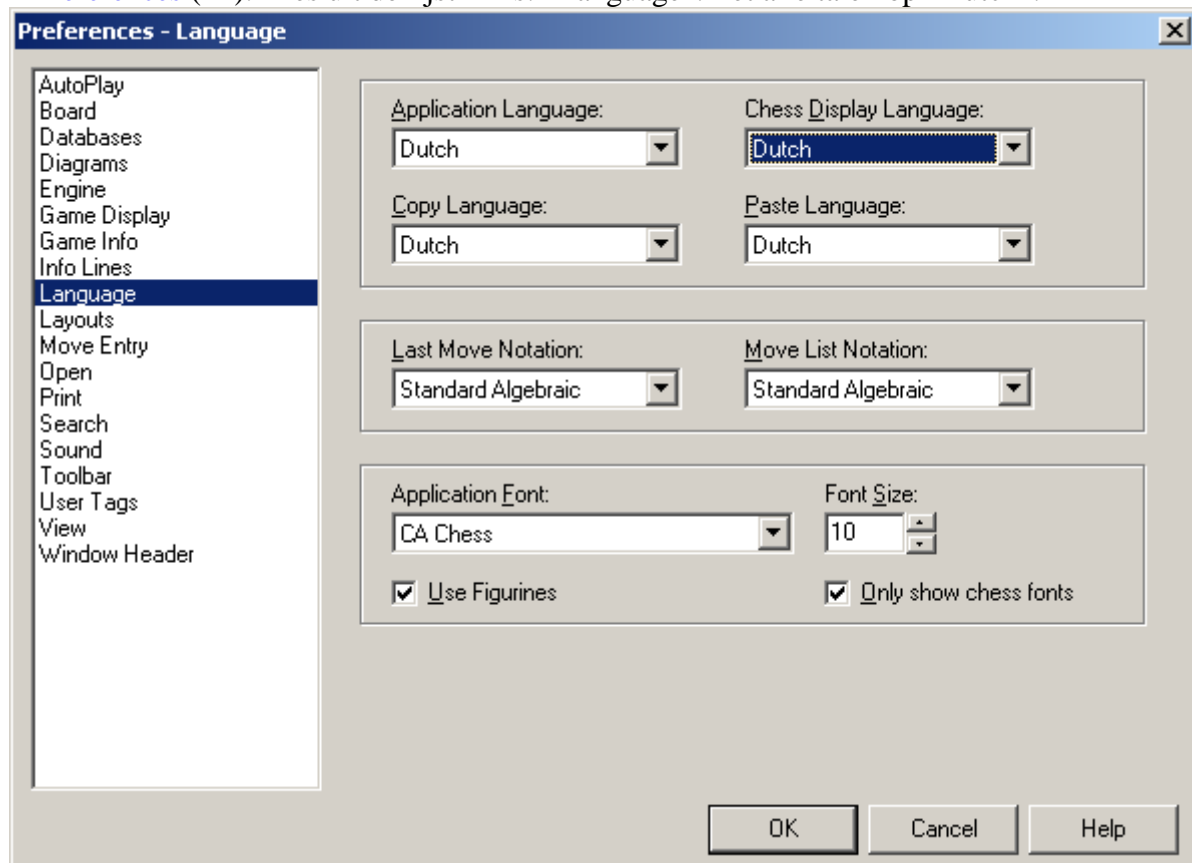 Preferences - Language
AutoPlay
Board
Databases
Diagrams
Engine
Game Display
Game Info
Info Lines
Language
Layouts
Move Entry
Open
Print
Search
Sound
Toolbar
User Tags
View
Window Header
Application Language:
Chess Display Language:
Dutch
Dutch
Copy Language:
Paste Language:
Dutch
Dutch
Last Move Notation:
Move List Notation:
Standard Algebraic
Standard Algebraic
Application Font:
Font Size:
CA Chess
10
Use Figurines
Only show chess fonts
OK
Cancel
Help